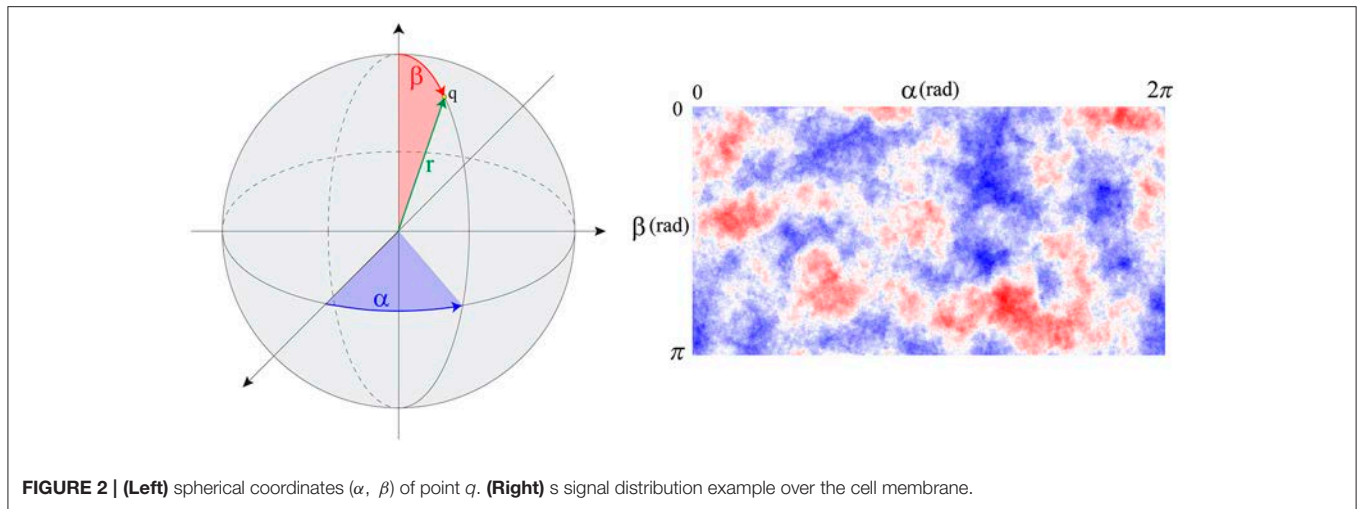 β
q
r
α
0
α(rad)
2π
0
β(rad)
π
FIGURE 2 | (Left) spherical coordinates (α, β) of point q. (Right) s signal distribution example over the cell membrane.